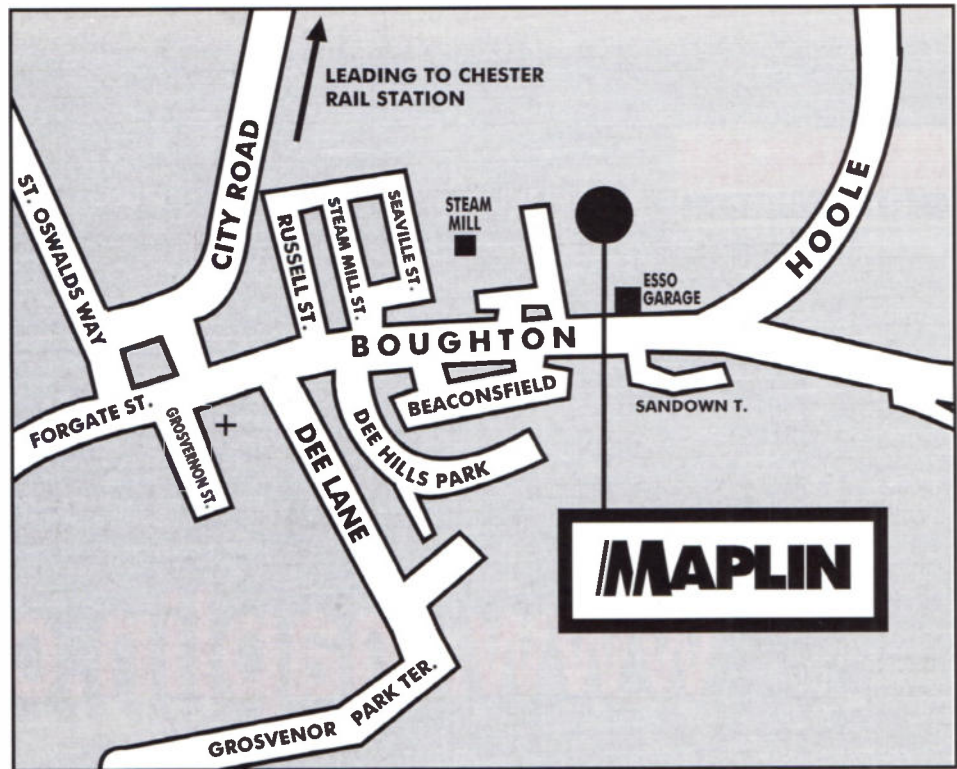 LEADING TO CHESTER
RAIL STATION
ST. OSWALDS WAY
CITY ROAD
RUSSELL ST.
STEAM MILL ST.
SEAVILLE ST.
STEAM
MILL
HOOLE
ESSO
GARAGE
BOUGHTON
BEACONSFIELD
SANDOWN T.
FORGATE ST.
GROSVERNON ST.
DEE LANE
DEE HILLS PARK
MAPLIN
GROSVENOR PARK TER.